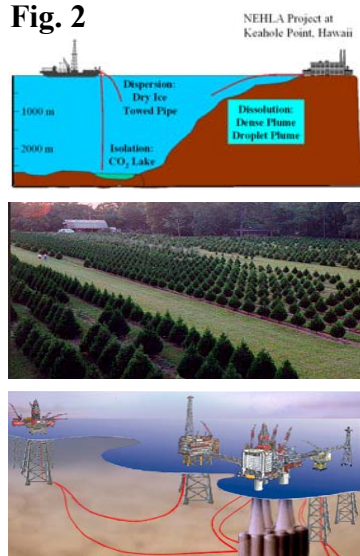 Fig. 2
NEHLA Project at
Keahole Point, Hawaii
Dispersion:
Dry Ice
Towed Pipe
1000 m
Dissolution:
Dense Plume
Droplet Plume
2000 m
Isolation:
CO₂ Lake